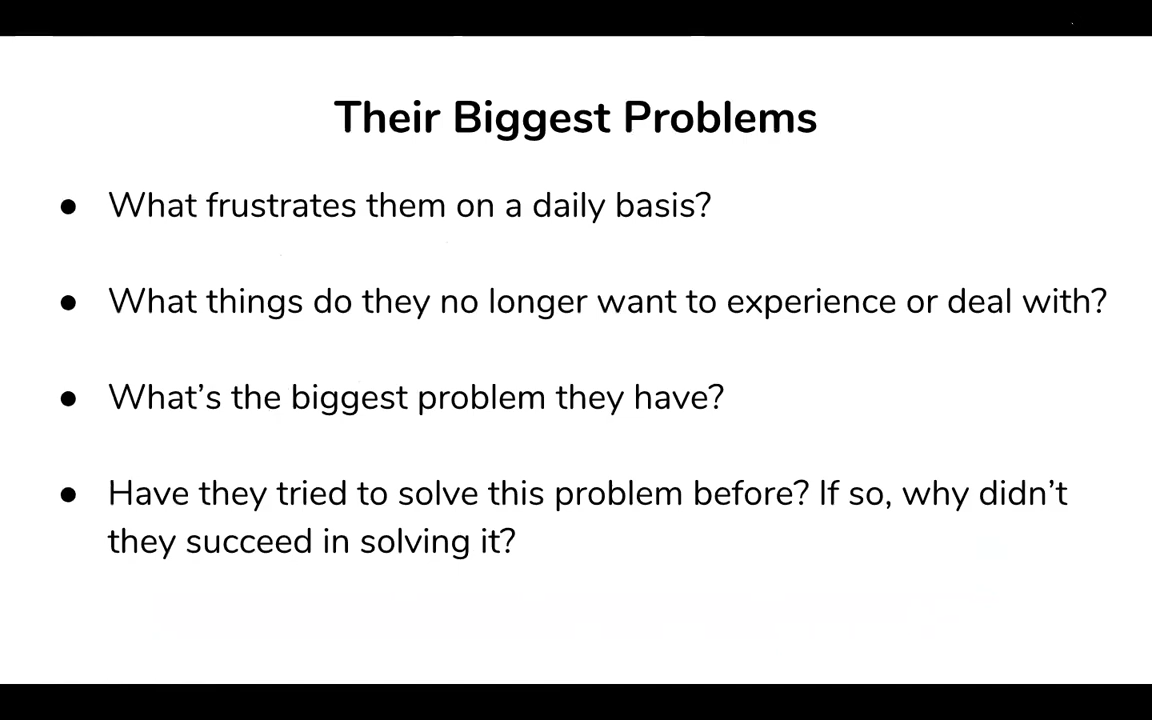 Their Biggest Problems
● What frustrates them on a daily basis?
● What things do they no longer want to experience or deal with?
● What’s the biggest problem they have?
● Have they tried to solve this problem before? If so, why didn’t
they succeed in solving it?